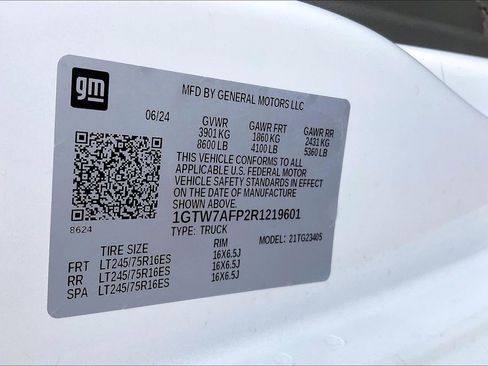 gm
MFD BY GENERAL MOTORS LLC
06/24 GVWR GAWR FRT GAWR RR
3901 KG 1860 KG 2431 KG
8600 LB 4100 LB 5360 LB
THIS VEHICLE CONFORMS TO ALL
APPLICABLE U.S. FEDERAL MOTOR
VEHICLE SAFETY STANDARDS IN EFFECT
ON THE DATE OF MANUFACTURE
SHOWN ABOVE.
1GTW7AFP2R1219601
8624 TYPE: TRUCK MODEL: 21TG23405
TIRE SIZE RIM
FRT LT245/75R16ES 16X6.5J
RR LT245/75R16ES 16X6.5J
SPA LT245/75R16ES 16X6.5J